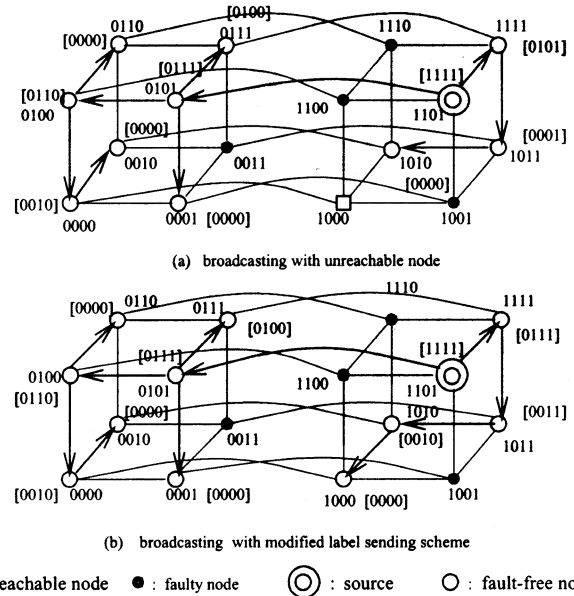 0110 [0100] 1110 1111
[0000] 0111 [0101]
[0110] 0101 [0111] 1100 [1111]
0100 1101
[0000] [0001]
0010 0011 1010 1011
[0010] [0000]
0000 0001 [0000] 1000 1001
(a) broadcasting with unreachable node
[0000] 0110 0111 1110 1111
[0100] [0111]
0100 [0111] 1100 [1111]
[0110] 0101 1101
[0000] 1010 [0011]
0010 0011 [0010] 1011
[0010] 0000 0001 [0000] 1000 [0000] 1001
(b) broadcasting with modified label sending scheme
node : faulty node : source : fault-free